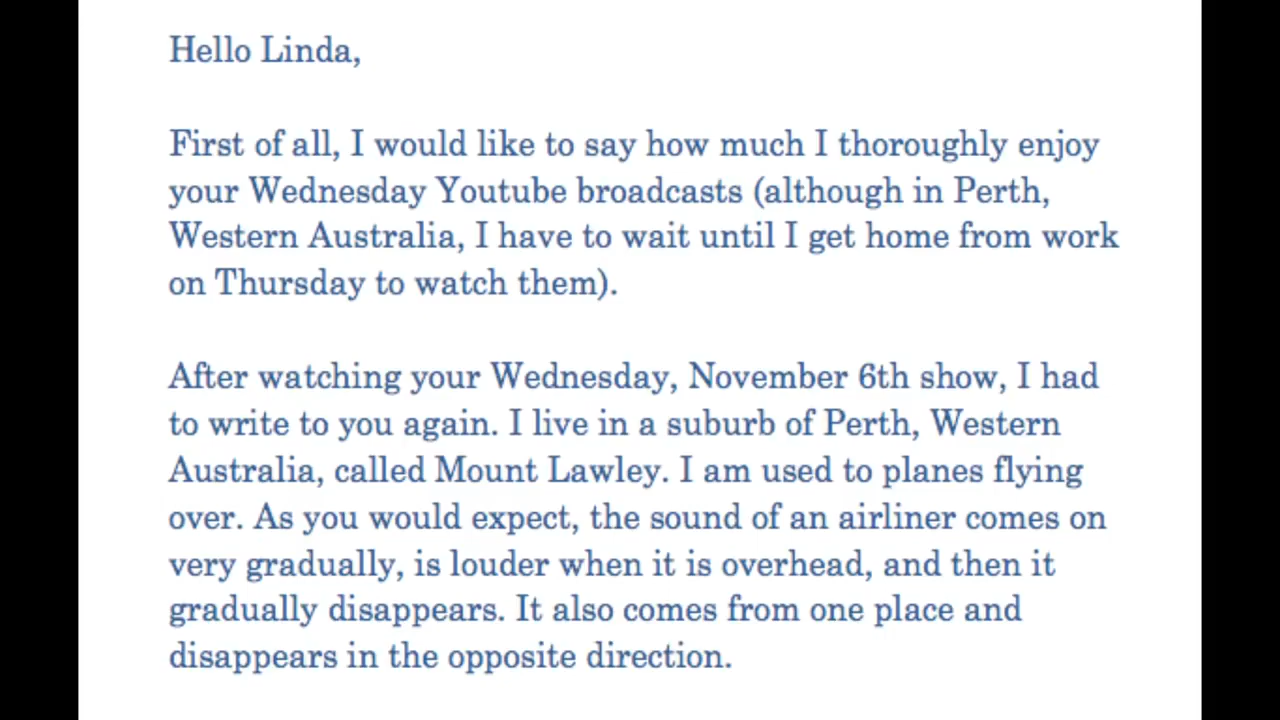 Hello Linda,
First of all, I would like to say how much I thoroughly enjoy
your Wednesday Youtube broadcasts (although in Perth,
Western Australia, I have to wait until I get home from work
on Thursday to watch them).
After watching your Wednesday, November 6th show, I had
to write to you again. I live in a suburb of Perth, Western
Australia, called Mount Lawley. I am used to planes flying
over. As you would expect, the sound of an airliner comes on
very gradually, is louder when it is overhead, and then it
gradually disappears. It also comes from one place and
disappears in the opposite direction.